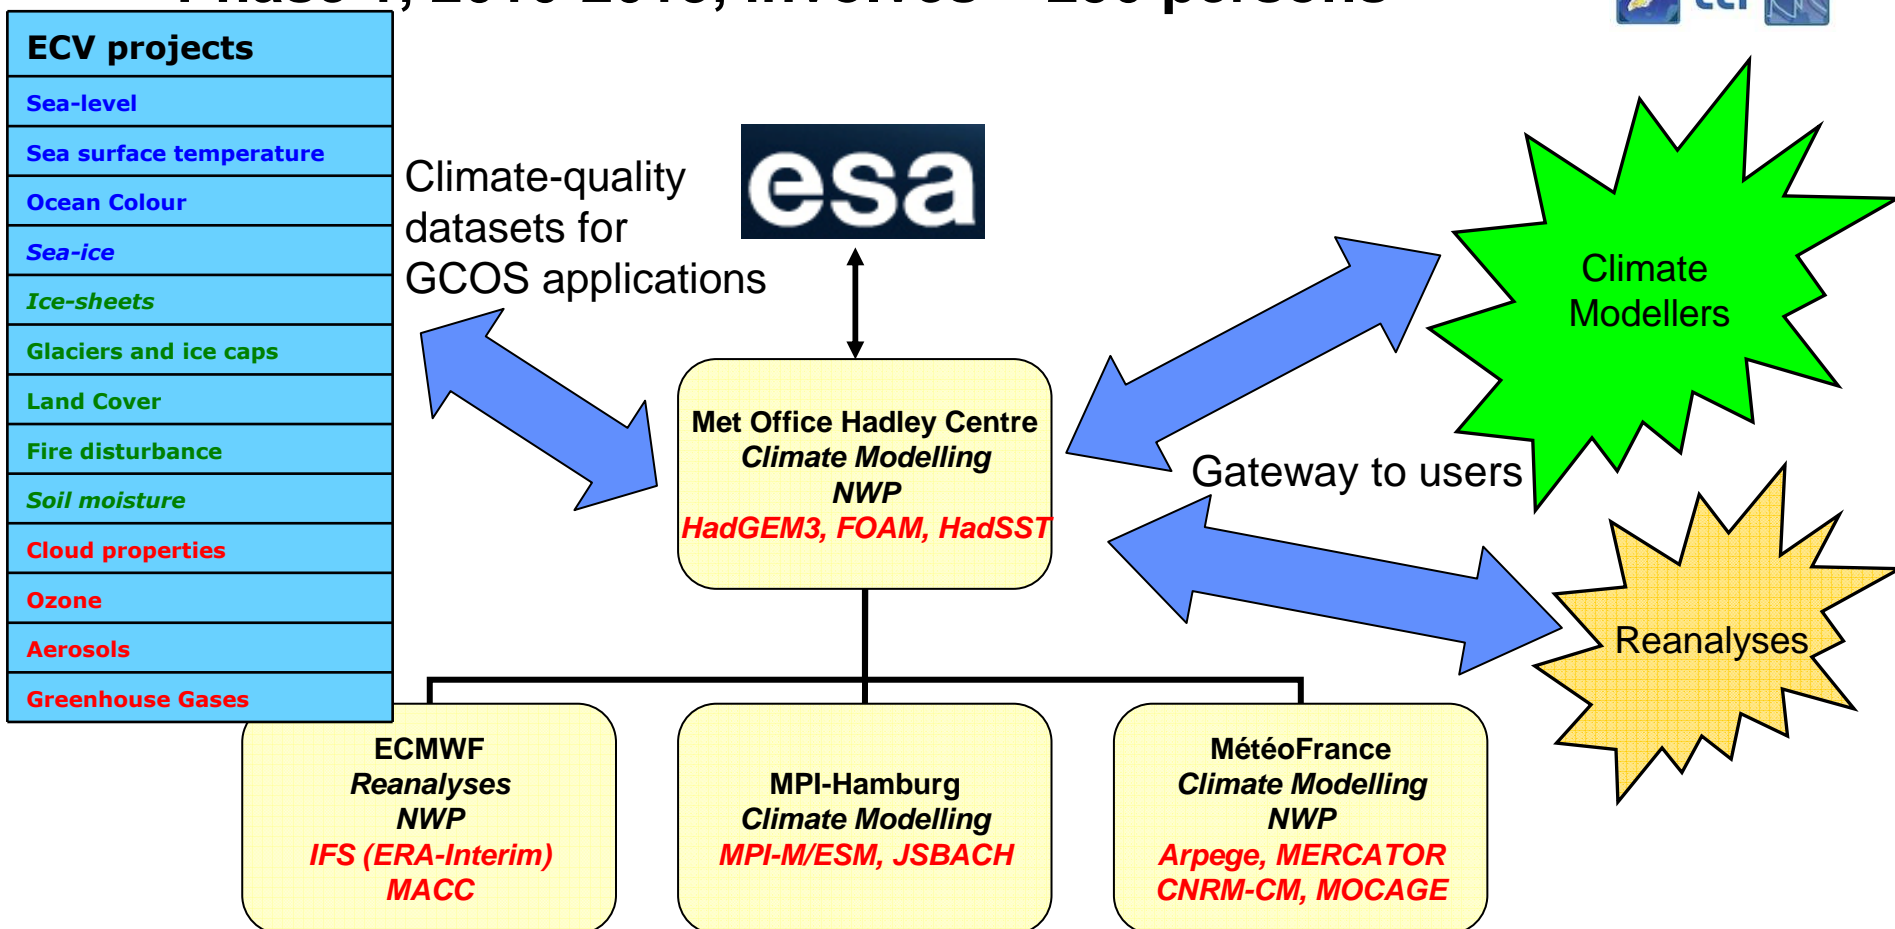 ECV projects
Sea-level
Sea surface temperature
Ocean Colour
Sea-ice
Ice-sheets
Glaciers and ice caps
Land Cover
Fire disturbance
Soil moisture
Cloud properties
Ozone
Aerosols
Greenhouse Gases
Climate-quality
datasets for
GCOS applications
esa
Climate
Modellers
Met Office Hadley Centre
Climate Modelling
NWP
HadGEM3, FOAM, HadSST
Gateway to users
Reanalyses
ECMWF
Reanalyses
NWP
IFS (ERA-Interim)
MACC
MPI-Hamburg
Climate Modelling
MPI-M/ESM, JSBACH
MétéoFrance
Climate Modelling
NWP
Arpege, MERCATOR
CNRM-CM, MOCAGE